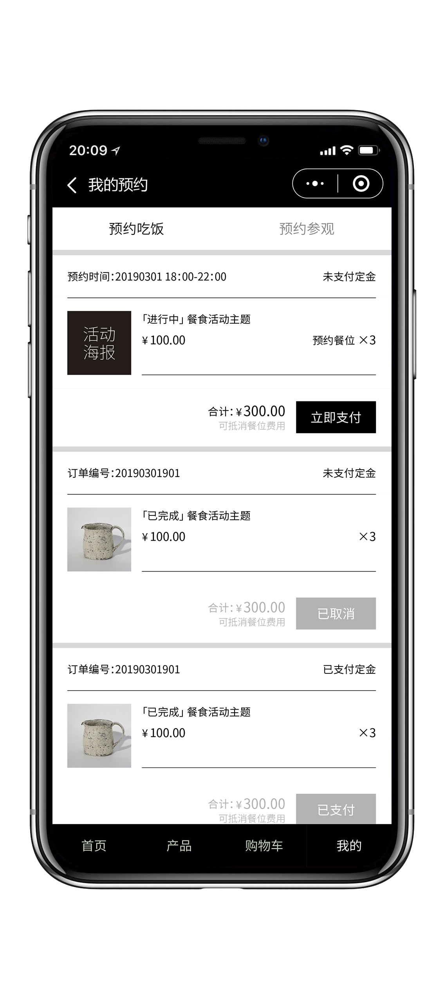 20:09
我的预约
预约吃饭 预约参观
预约时间:20190301 18:00-22:00 未支付定金
活动
海报
「进行中」餐食活动主题
¥100.00 预约餐位 ×3
合计:¥300.00
可抵消餐位费用
立即支付
订单编号:20190301901 未支付定金
「已完成」餐食活动主题
¥100.00 ×3
合计:¥300.00
可抵消餐位费用
已取消
订单编号:20190301901 已支付定金
「已完成」餐食活动主题
¥100.00 ×3
合计:¥300.00
可抵消餐位费用
已支付
首页 产品 购物车 我的